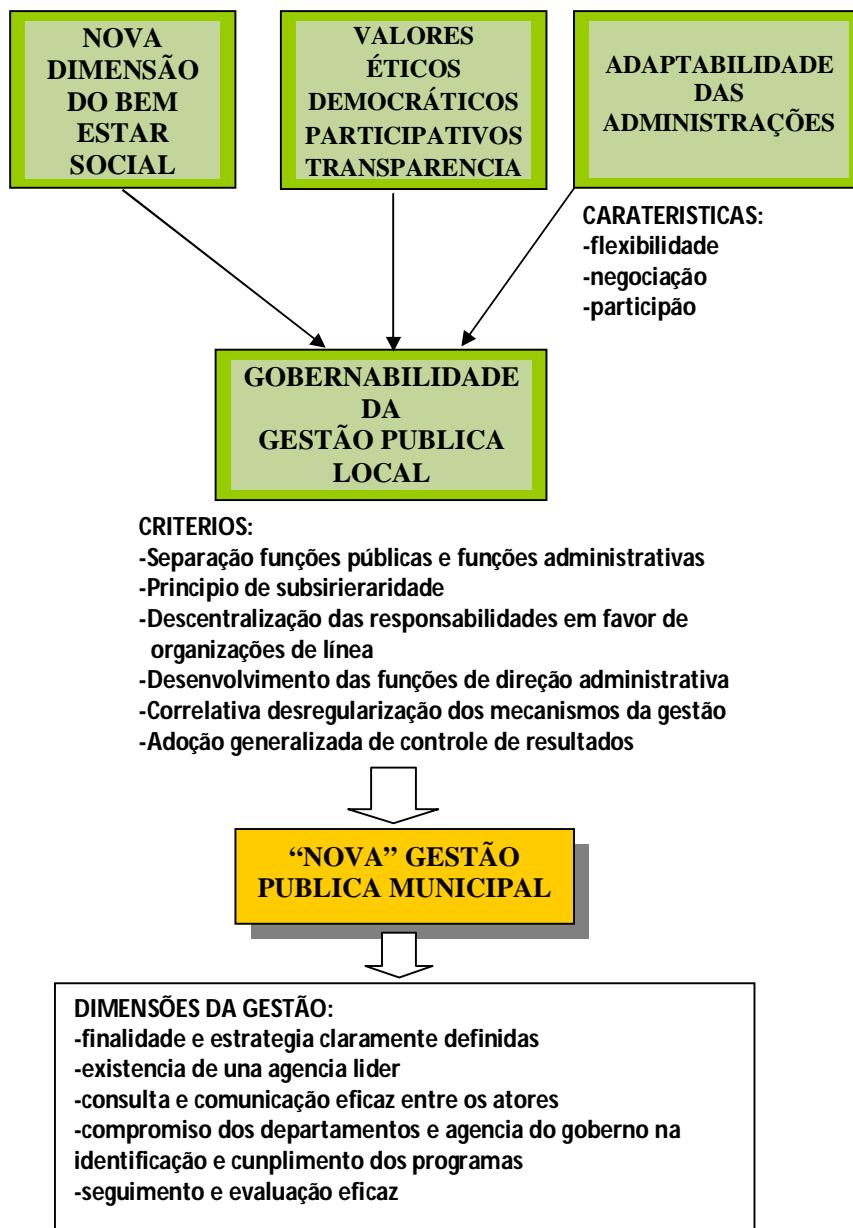 NOVA
DIMENSÃO
DO BEM
ESTAR
SOCIAL
VALORES
ÉTICOS
DEMOCRÁTICOS
PARTICIPATIVOS
TRANSPARENCIA
ADAPTABILIDADE
DAS
ADMINISTRAÇÕES
CARATERISTICAS:
-flexibilidade
-negociação
-participão
GOBERNABILIDADE
DA
GESTÃO PUBLICA
LOCAL
CRITERIOS:
-Separação funções públicas e funções administrativas
-Principio de subsirieraridade
-Descentralização das responsabilidades em favor de
organizações de línea
-Desenvolvimento das funções de direção administrativa
-Correlativa desregularização dos mecanismos da gestão
-Adoção generalizada de controle de resultados
“NOVA” GESTÃO
PUBLICA MUNICIPAL
DIMENSÕES DA GESTÃO:
-finalidade e estrategia claramente definidas
-existencia de una agencia lider
-consulta e comunicação eficaz entre os atores
-compromiso dos departamentos e agencia do goberno na
identificação e cunplimento dos programas
-seguimento e evaluação eficaz